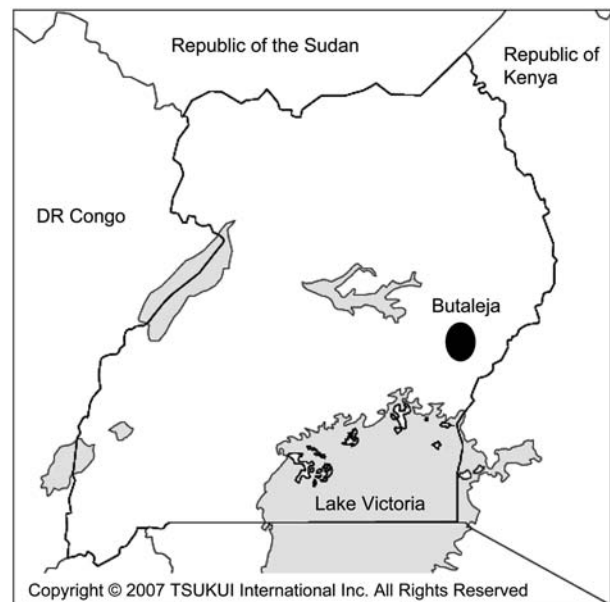 Republic of the Sudan
Republic of
Kenya
DR Congo
Butaleja
Lake Victoria
Copyright © 2007 TSUKUI International Inc. All Rights Reserved